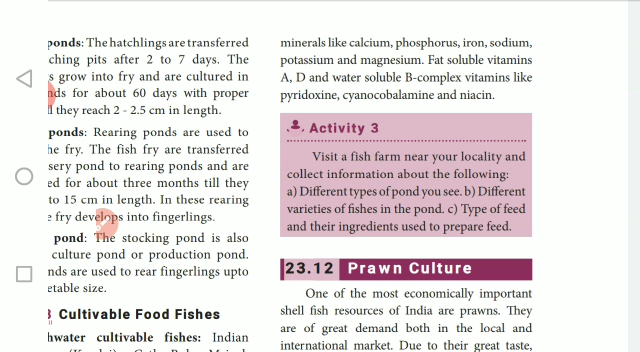 ponds: The hatchlings are transferred
ching pits after 2 to 7 days. The
s grow into fry and are cultured in
nds for about 60 days with proper
l they reach 2 - 2.5 cm in length.
ponds: Rearing ponds are used to
he fry. The fish fry are transferred
sery pond to rearing ponds and are
ed for about three months till they
to 15 cm in length. In these rearing
e fry develops into fingerlings.
pond: The stocking pond is also
culture pond or production pond.
nds are used to rear fingerlings upto
etable size.
Cultivable Food Fishes
hwater cultivable fishes: Indian
minerals like calcium, phosphorus, iron, sodium,
potassium and magnesium. Fat soluble vitamins
A, D and water soluble B-complex vitamins like
pyridoxine, cyanocobalamine and niacin.
Activity 3
Visit a fish farm near your locality and
collect information about the following:
a) Different types of pond you see. b) Different
varieties of fishes in the pond. c) Type of feed
and their ingredients used to prepare feed.
23.12 Prawn Culture
One of the most economically important
shell fish resources of India are prawns. They
are of great demand both in the local and
international market. Due to their great taste,